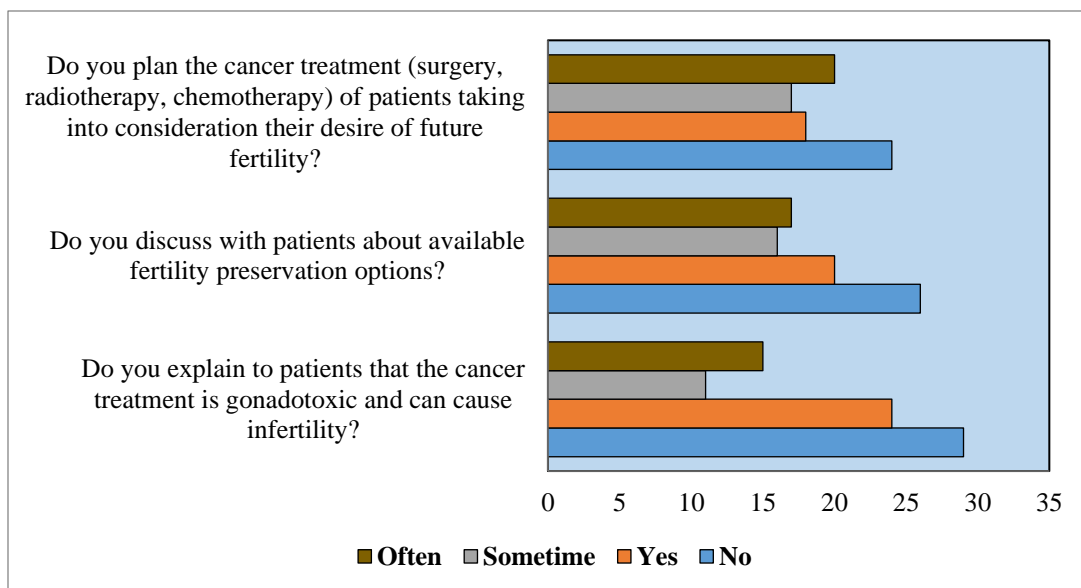 Do you plan the cancer treatment (surgery,
radiotherapy, chemotherapy) of patients taking
into consideration their desire of future
fertility?
Do you discuss with patients about available
fertility preservation options?
Do you explain to patients that the cancer
treatment is gonadotoxic and can cause
infertility?
0 5 10 15 20 25 30 35
Often Sometime Yes No